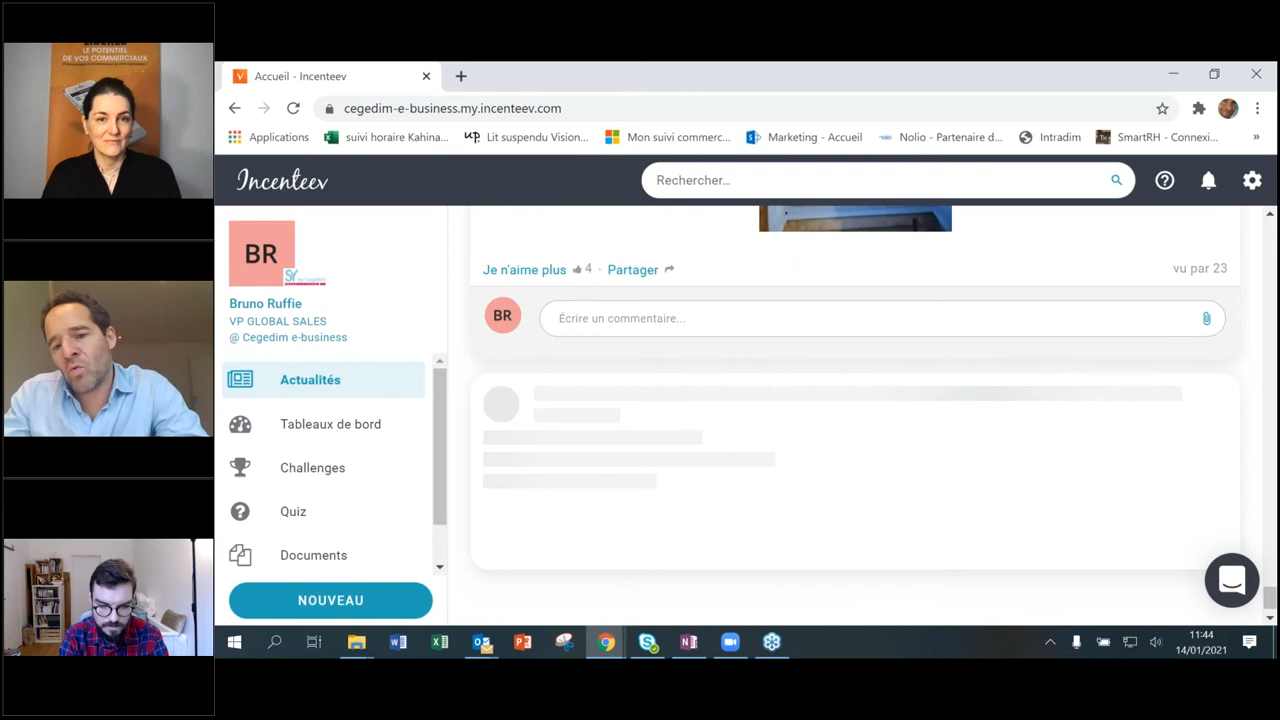 LE POTENTIEL
DE VOS COMMERCIAUX
Accueil - Incenteev
cegedim-e-business.my.incenteev.com
Applications
suivi horaire Kahina...
Lit suspendu Vision...
Mon suivi commerc...
Marketing - Accueil
Nolio - Partenaire d...
Intradim
SmartRH - Connexi...
»
Incenteev
Rechercher...
BR
SY by Cegedim
Bruno Ruffie
VP GLOBAL SALES
@ Cegedim e-business
Actualités
Tableaux de bord
Challenges
Quiz
Documents
NOUVEAU
Je n'aime plus 4 · Partager
vu par 23
BR
Écrire un commentaire...
11:44
14/01/2021